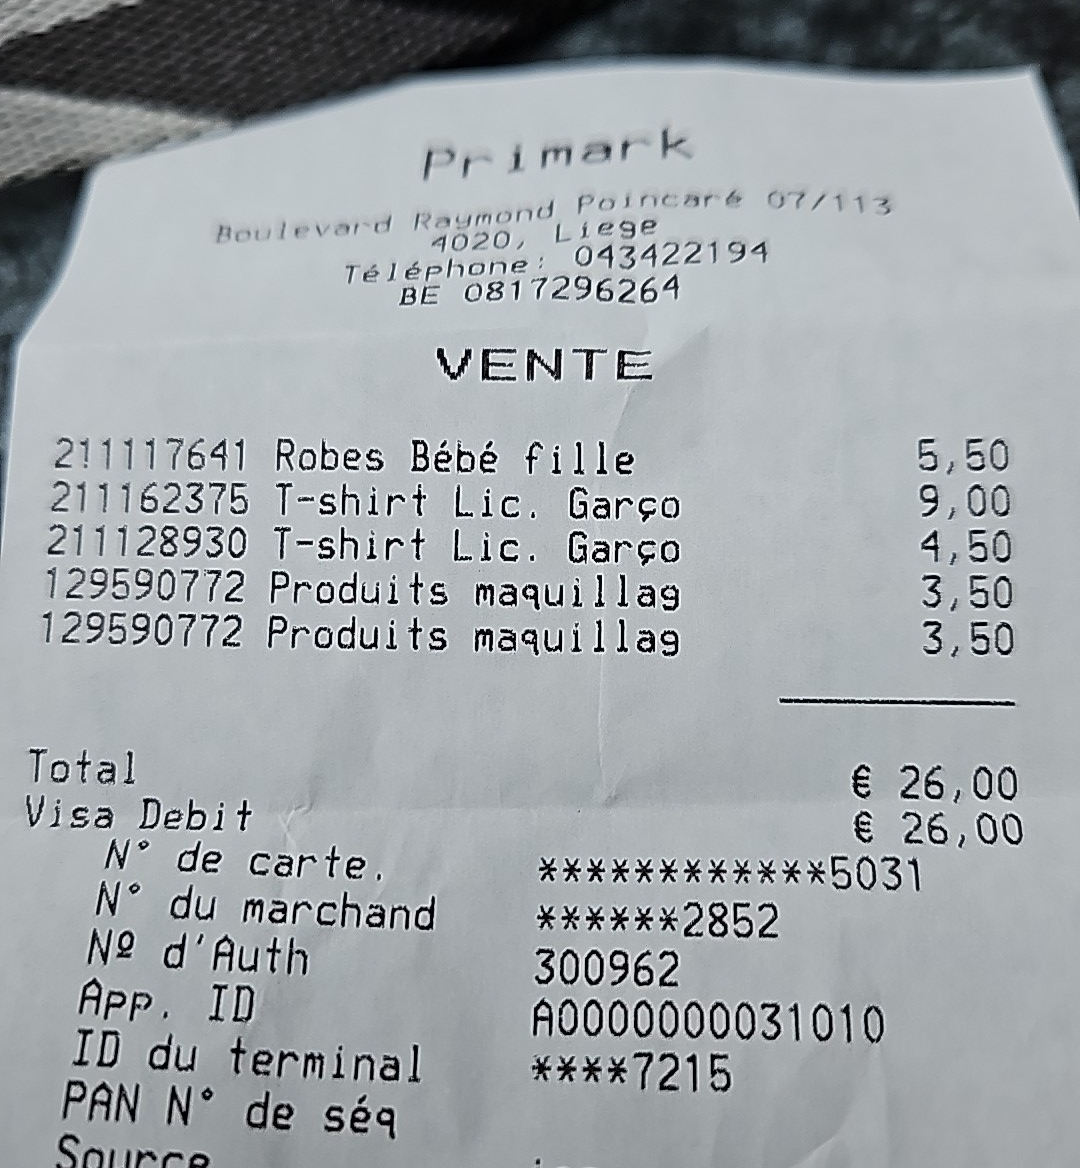 Primark
Boulevard Raymond Poincaré 07/113
4020, Liege
Téléphone: 043422194
BE 0817296264
VENTE
211117641 Robes Bébé fille 5,50
211162375 T-shirt Lic. Garço 9,00
211128930 T-shirt Lic. Garço 4,50
129590772 Produits maquillag 3,50
129590772 Produits maquillag 3,50
Total € 26,00
Visa Debit € 26,00
N° de carte. ************5031
N° du marchand ******2852
Nº d'Auth 300962
App. ID A0000000031010
ID du terminal ****7215
PAN N° de séq
Source